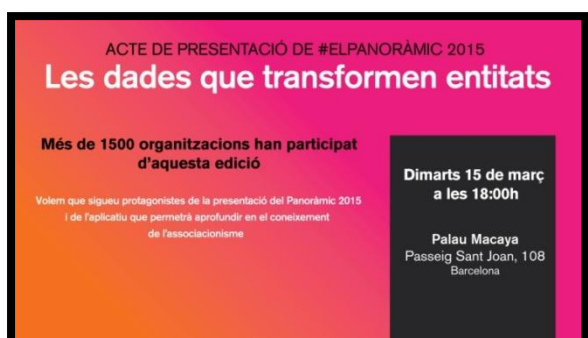 ACTE DE PRESENTACIÓ DE #ELPANORÀMIC 2015
Les dades que transformen entitats
Més de 1500 organitzacions han participat
d'aquesta edició
Volem que sigueu protagonistes de la presentació del Panoràmic 2015
i de l'aplicatiu que permetrà aprofundir en el coneixement
de l'associacionisme
Dimarts 15 de març
a les 18:00h
Palau Macaya
Passeig Sant Joan, 108
Barcelona